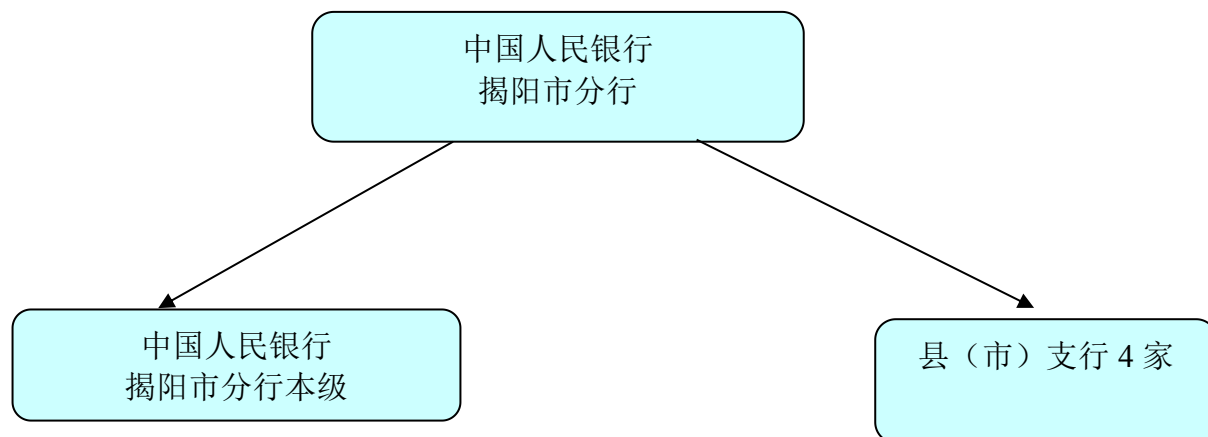 中国人民银行
揭阳市分行
中国人民银行
揭阳市分行本级
县（市）支行 4 家